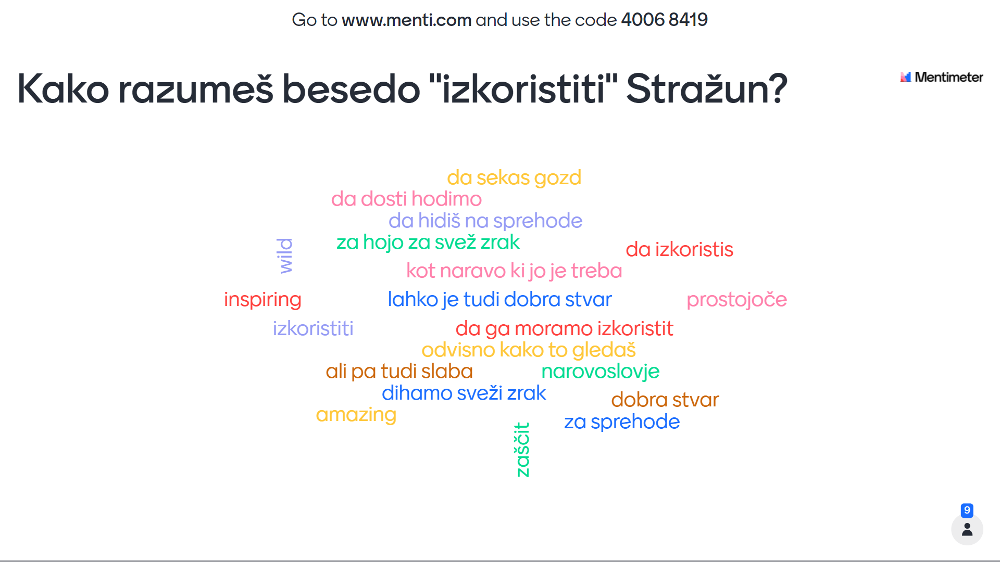 Go to www.menti.com and use the code 4006 8419
Kako razumeš besedo "izkoristiti" Stražun?
Mentimeter
da sekas gozd
da dosti hodimo
da hidiš na sprehode
wild
za hojo za svež zrak
da izkoristis
kot naravo ki jo je treba
inspiring
lahko je tudi dobra stvar
prostojoče
izkoristiti
da ga moramo izkoristit
odvisno kako to gledaš
ali pa tudi slaba
narovoslovje
dihamo sveži zrak
dobra stvar
amazing
za sprehode
zaščit
9